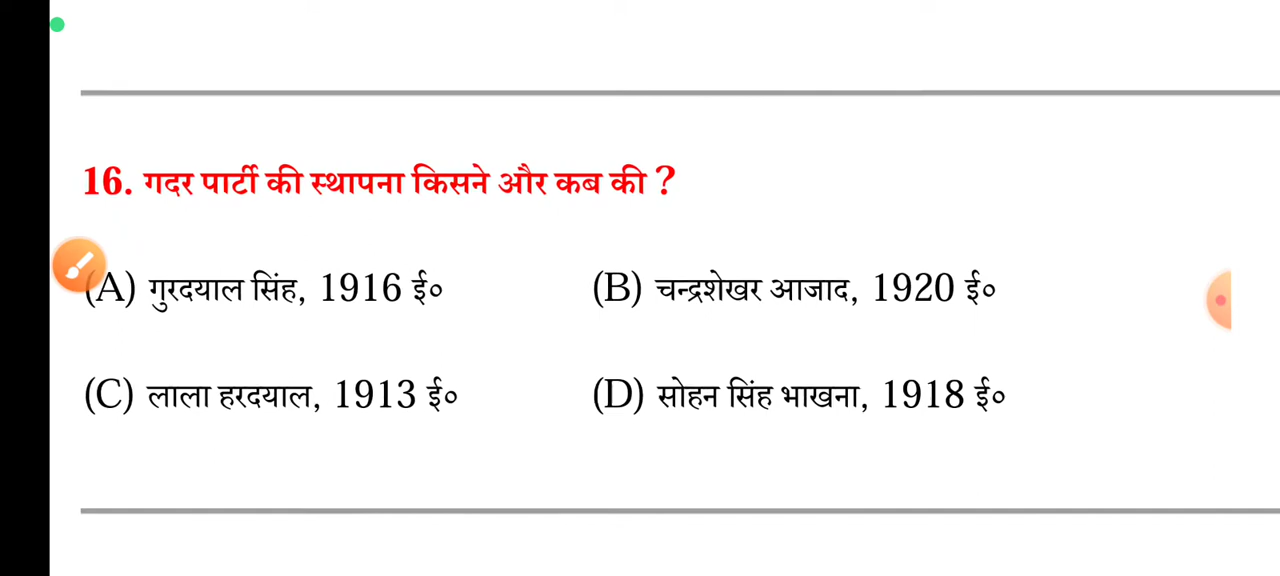 16. गदर पार्टी की स्थापना किसने और कब की ?
(A) गुरदयाल सिंह, 1916 ई० (B) चन्द्रशेखर आजाद, 1920 ई०
(C) लाला हरदयाल, 1913 ई० (D) सोहन सिंह भाखना, 1918 ई०